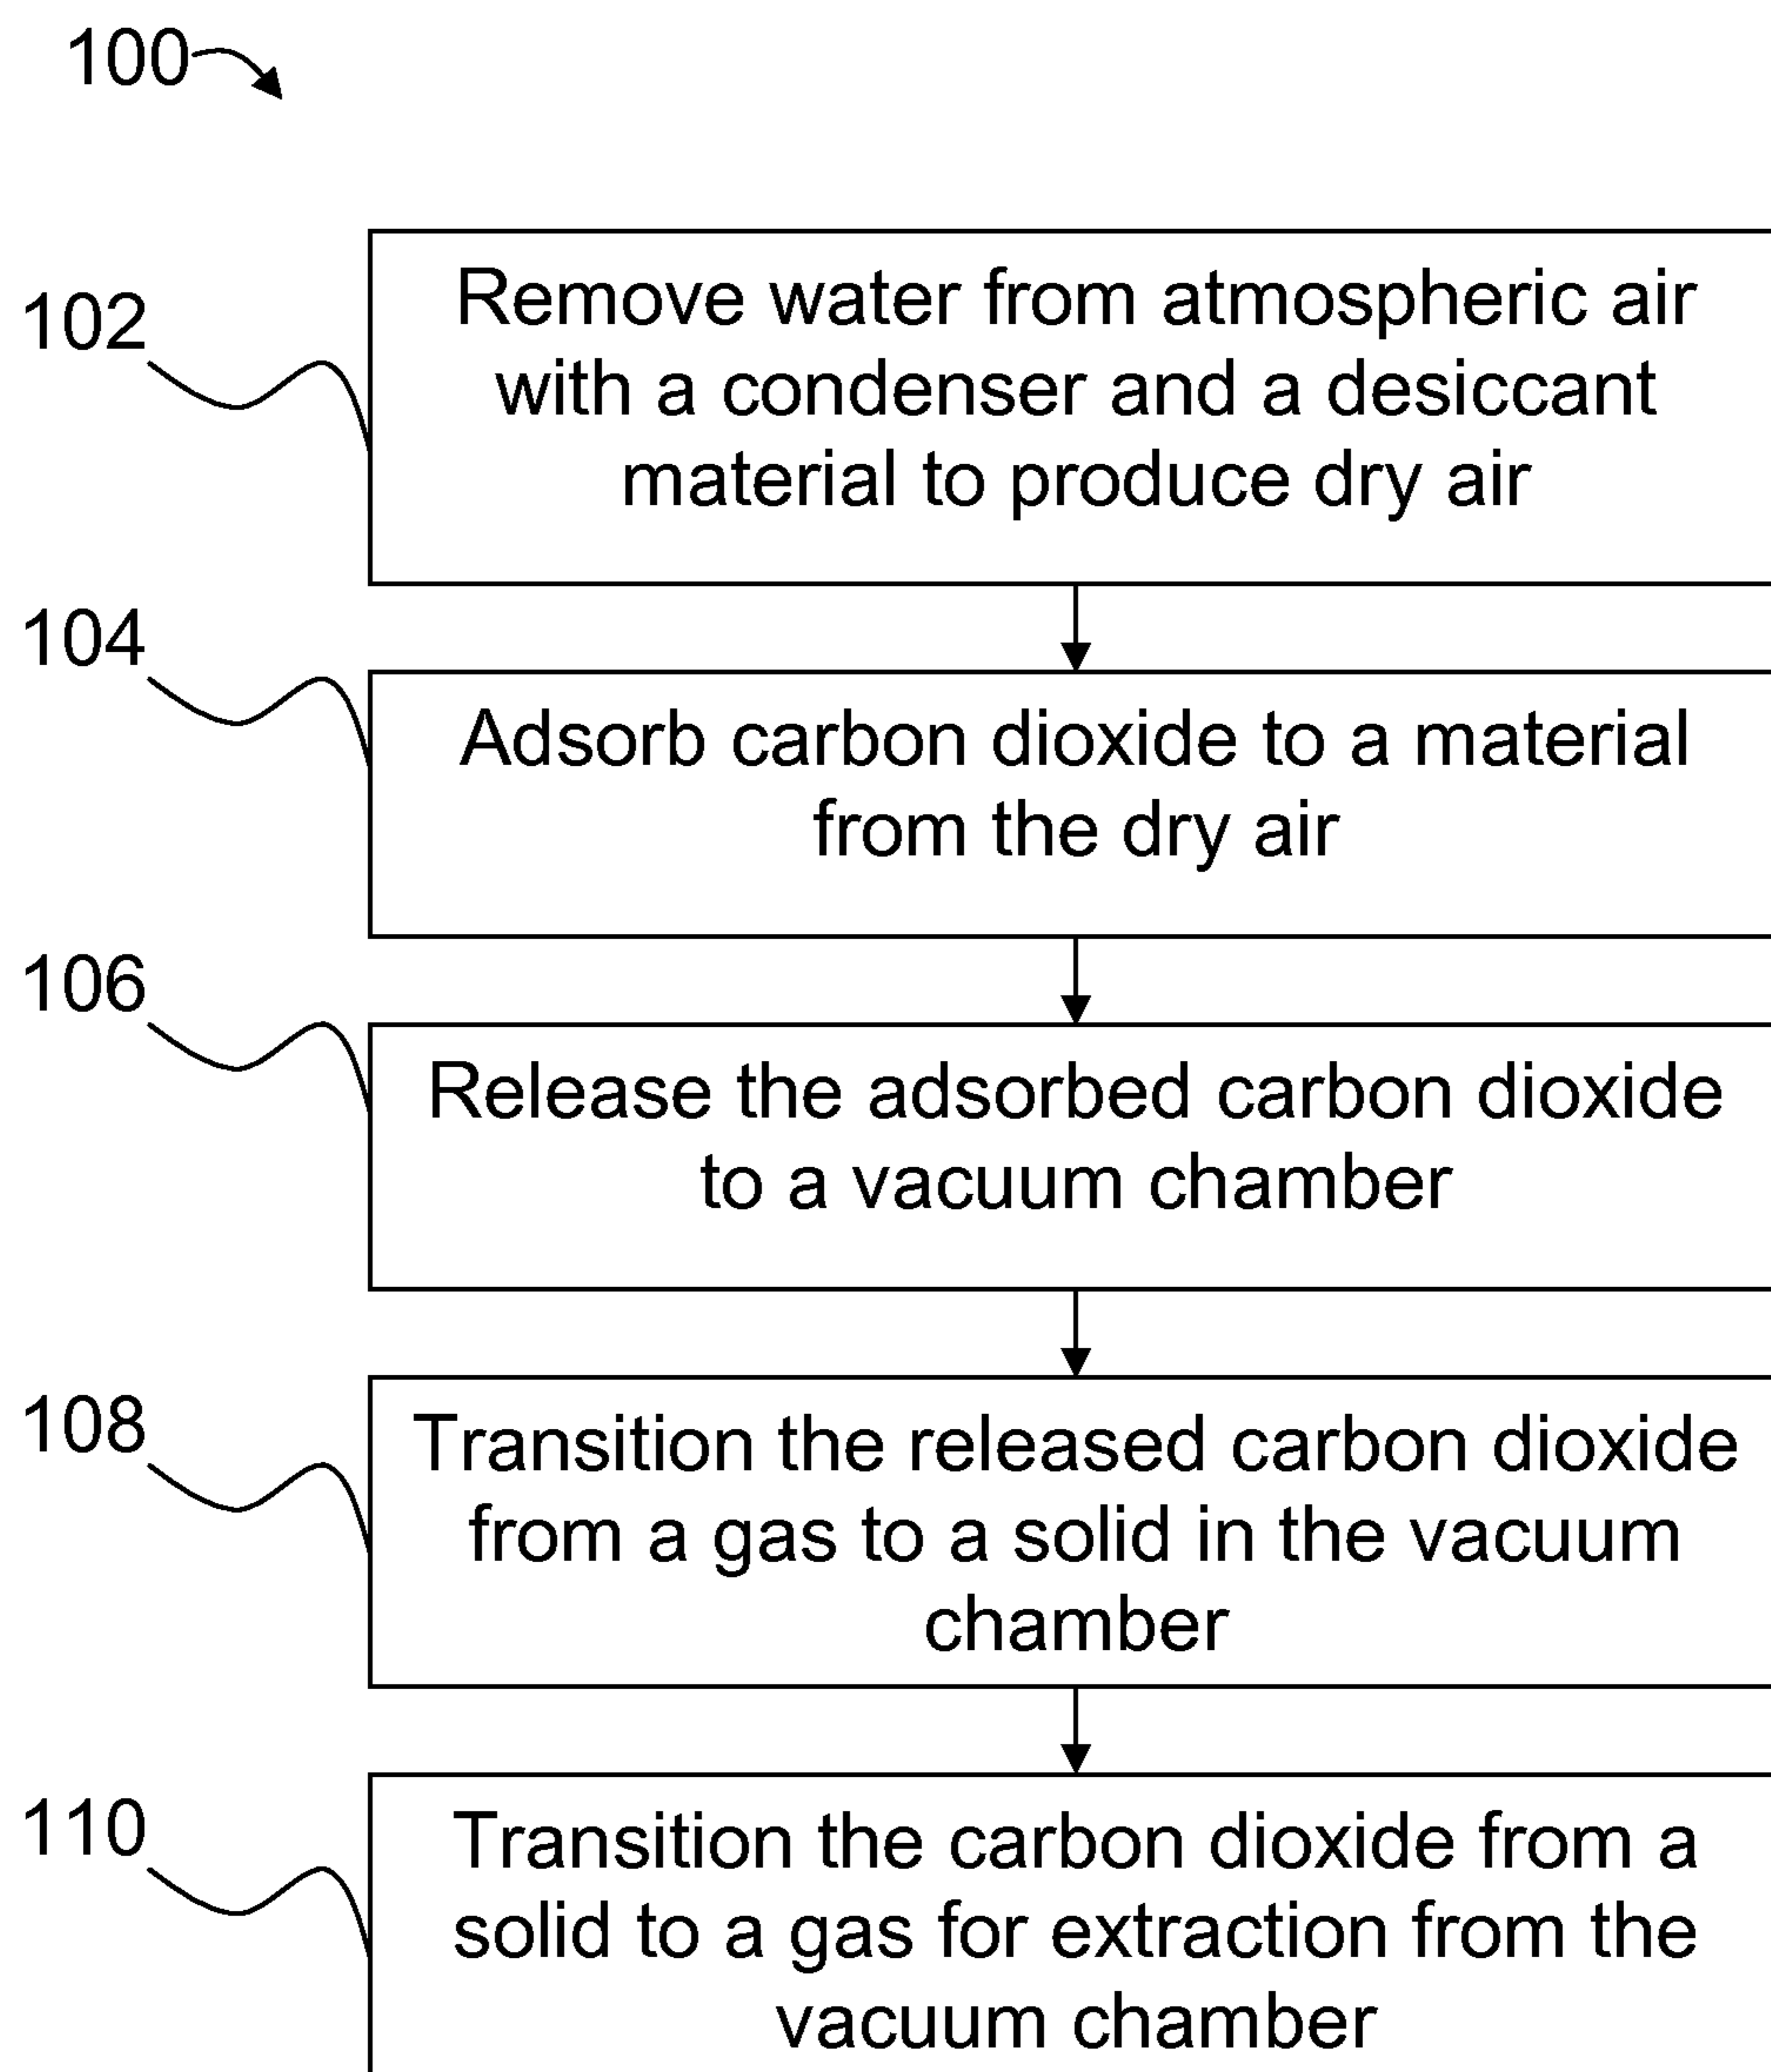 100
102
Remove water from atmospheric air
with a condenser and a desiccant
material to produce dry air
104
Adsorb carbon dioxide to a material
from the dry air
106
Release the adsorbed carbon dioxide
to a vacuum chamber
108
Transition the released carbon dioxide
from a gas to a solid in the vacuum
chamber
110
Transition the carbon dioxide from a
solid to a gas for extraction from the
vacuum chamber